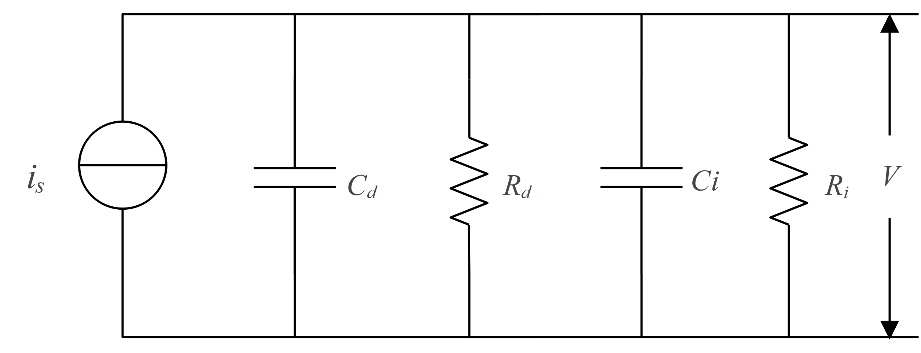 i_s
C_d
R_d
Ci
R_i
V